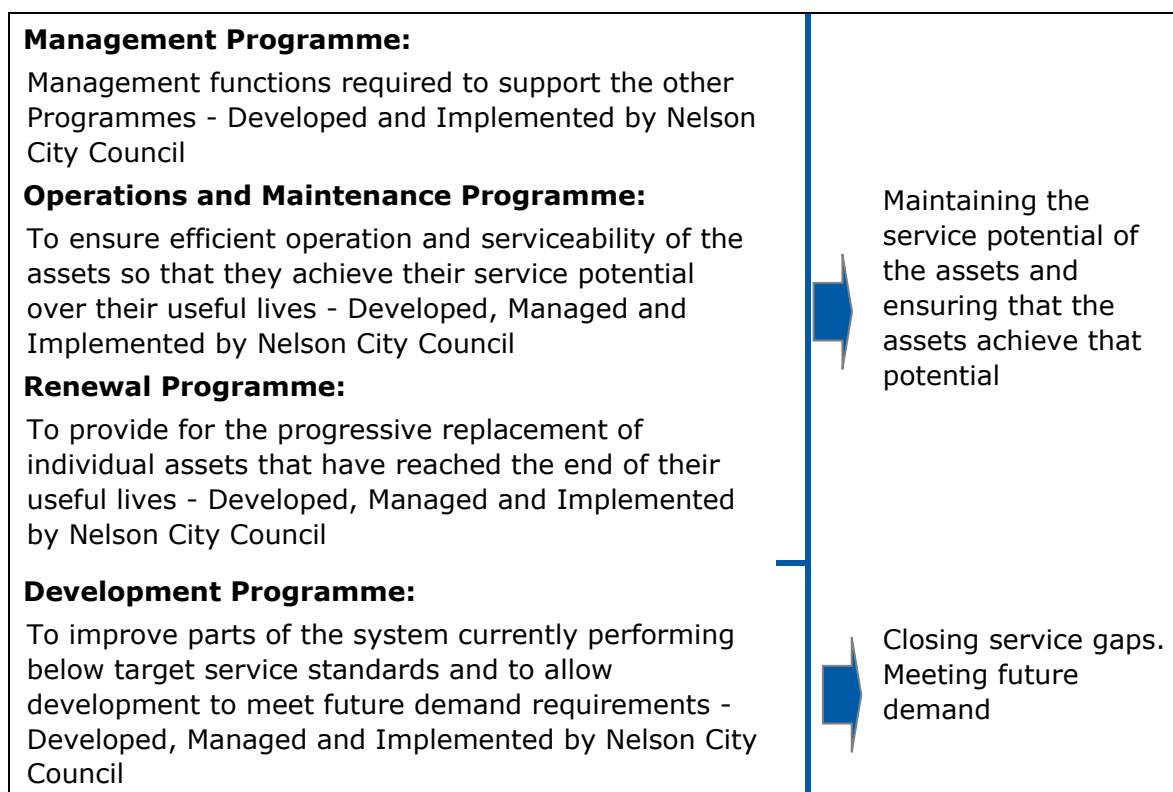 Management Programme:
Management functions required to support the other
Programmes - Developed and Implemented by Nelson
City Council
Operations and Maintenance Programme:
To ensure efficient operation and serviceability of the
assets so that they achieve their service potential
over their useful lives - Developed, Managed and
Implemented by Nelson City Council
Renewal Programme:
To provide for the progressive replacement of
individual assets that have reached the end of their
useful lives - Developed, Managed and Implemented
by Nelson City Council
Maintaining the
service potential of
the assets and
ensuring that the
assets achieve that
potential
Development Programme:
To improve parts of the system currently performing
below target service standards and to allow
development to meet future demand requirements -
Developed, Managed and Implemented by Nelson City
Council
Closing service gaps.
Meeting future
demand